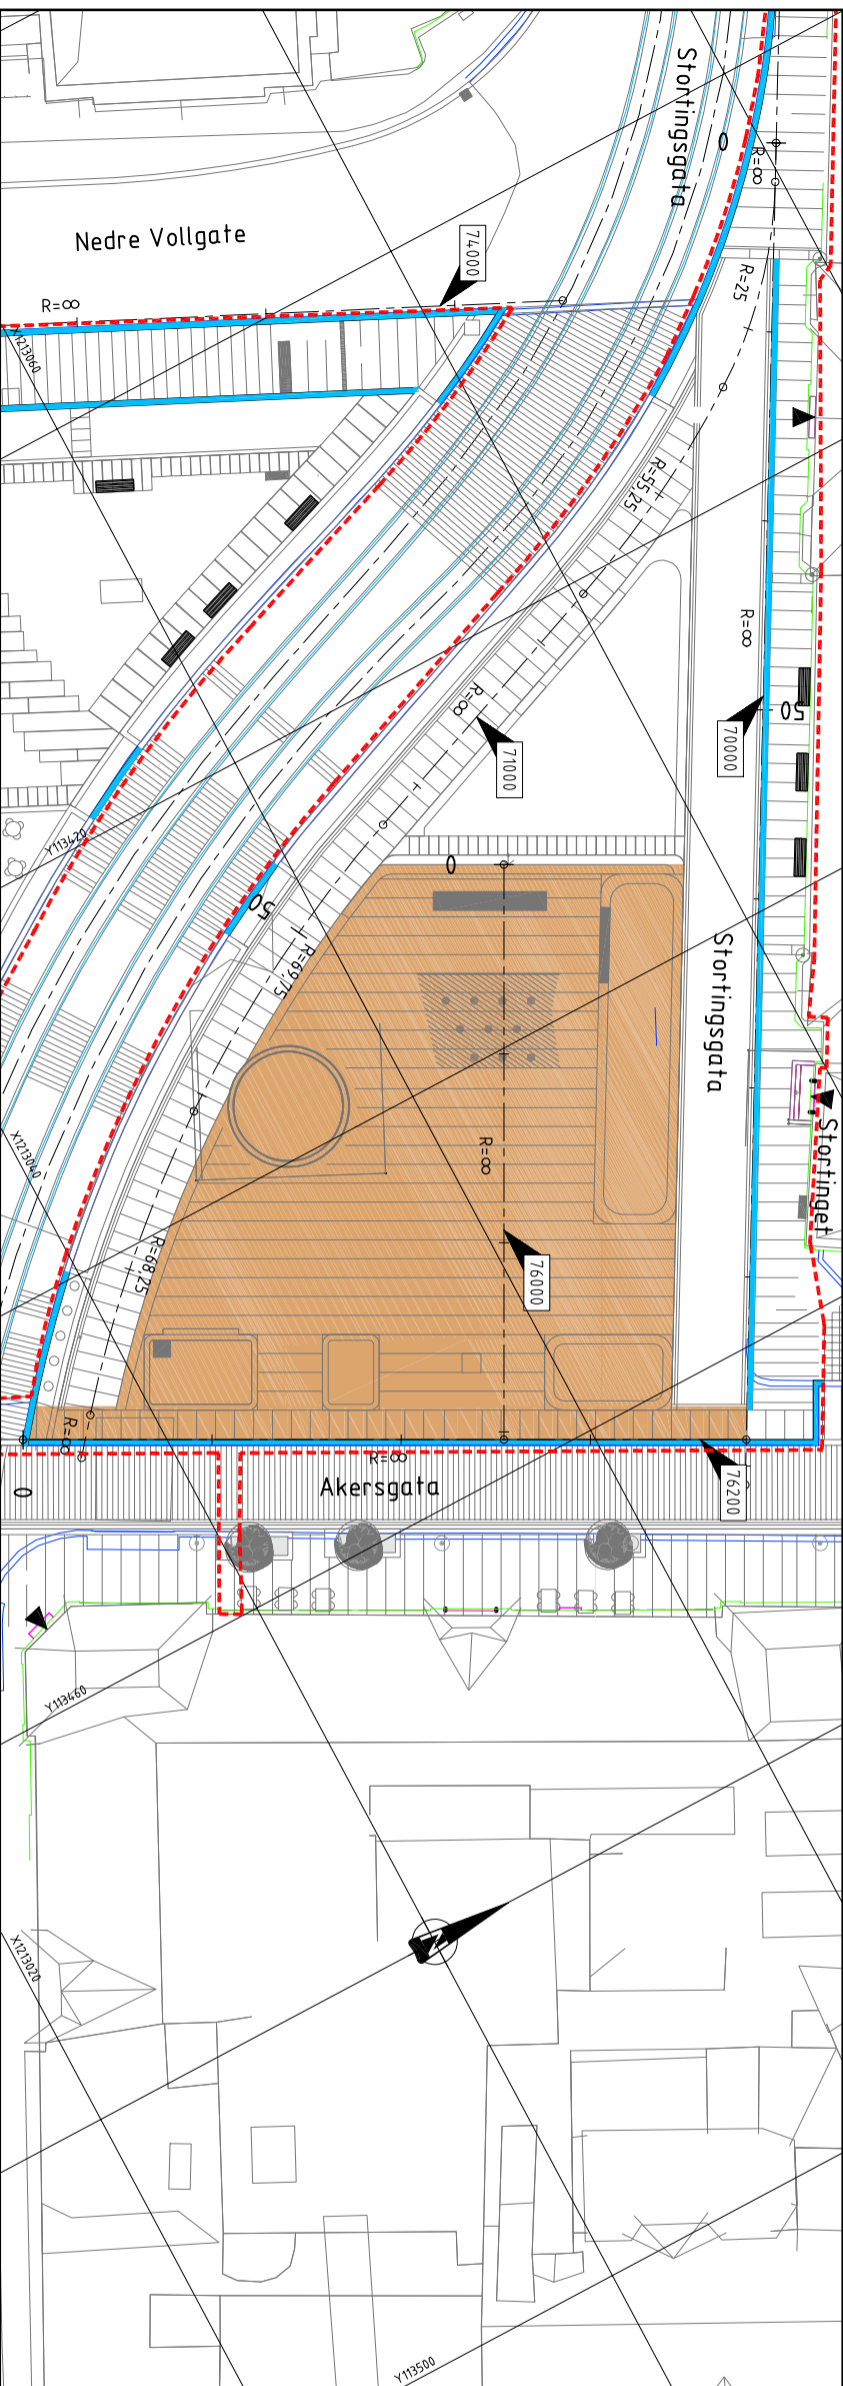 Stortingsgata
0
R=∞
Nedre Vollgate
74000
R=∞
R=25
X1213060
R=55,25
R=∞
50
R=∞
70000
71000
Y113420
0
50
R=69,75
Stortingsgata
X1213040
R=∞
Stortinget
R=68,25
76000
R=∞
R=∞
76200
Akersgata
0
Y113460
N
X1213020
Y113500